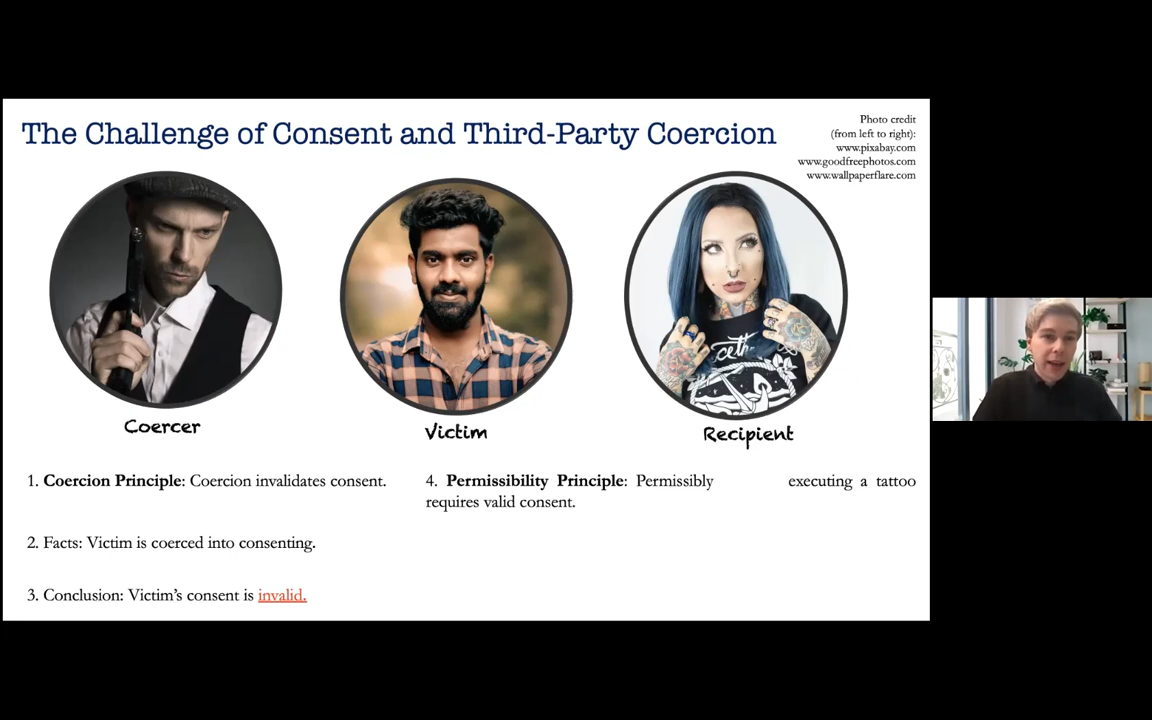 The Challenge of Consent and Third-Party Coercion
Photo credit
(from left to right):
www.pixabay.com
www.goodfreephotos.com
www.wallpaperflare.com
Coercer
Victim
Recipient
1. Coercion Principle: Coercion invalidates consent.
2. Facts: Victim is coerced into consenting.
3. Conclusion: Victim's consent is invalid.
4. Permissibility Principle: Permissibly executing a tattoo
requires valid consent.